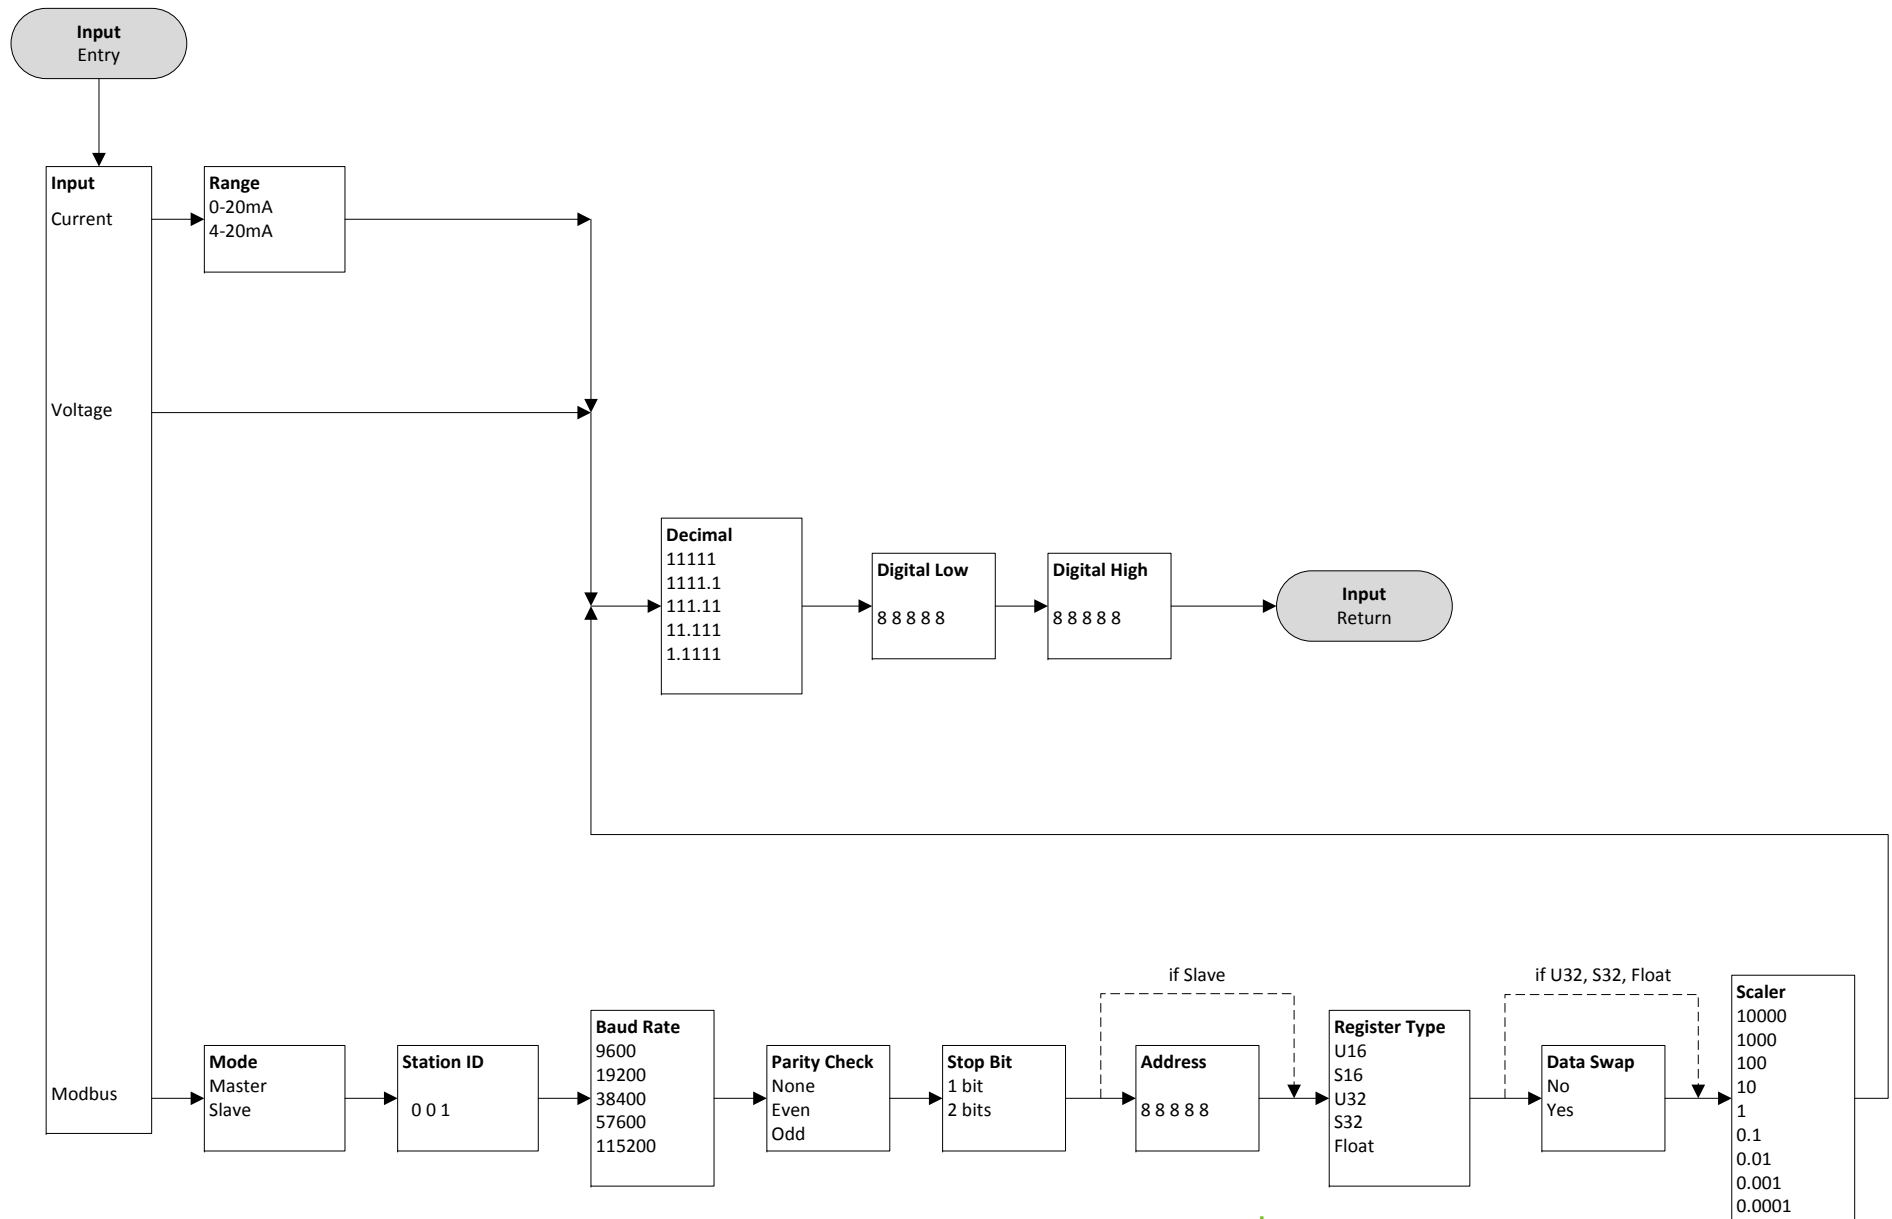 Input
Entry
Input
Current
Voltage
Modbus
Range
0-20mA
4-20mA
Decimal
11111
1111.1
111.11
11.111
1.1111
Digital Low
8 8 8 8 8
Digital High
8 8 8 8 8
Input
Return
Mode
Master
Slave
Station ID
0 0 1
Baud Rate
9600
19200
38400
57600
115200
Parity Check
None
Even
Odd
Stop Bit
1 bit
2 bits
if Slave
Address
8 8 8 8 8
Register Type
U16
S16
U32
S32
Float
if U32, S32, Float
Data Swap
No
Yes
Scaler
10000
1000
100
10
1
0.1
0.01
0.001
0.0001